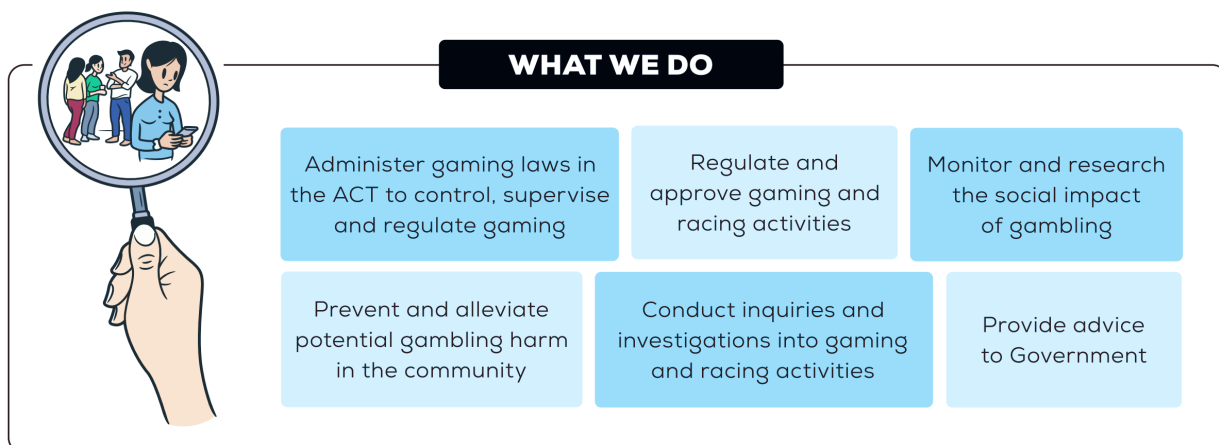 WHAT WE DO
Administer gaming laws in
the ACT to control, supervise
and regulate gaming
Regulate and
approve gaming and
racing activities
Monitor and research
the social impact
of gambling
Prevent and alleviate
potential gambling harm
in the community
Conduct inquiries and
investigations into gaming
and racing activities
Provide advice
to Government